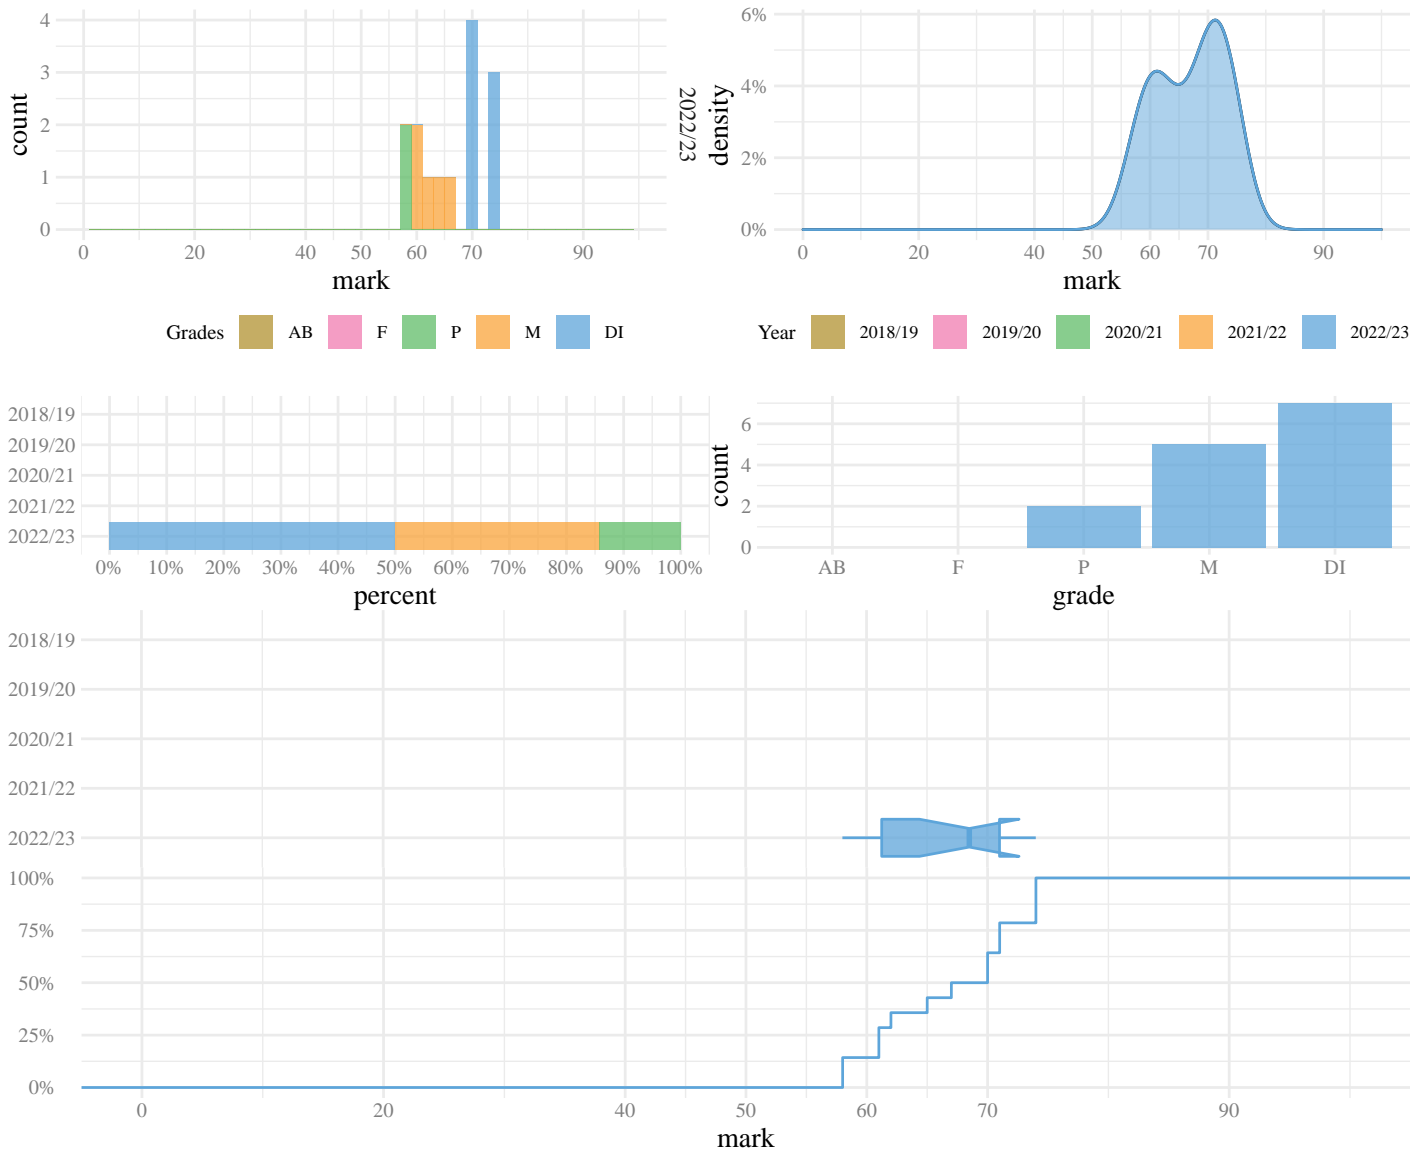 4
3
2
1
0
count
0 20 40 50 60 70 90
mark
2022/23
6%
4%
2%
0%
density
0 20 40 50 60 70 90
mark
Grades AB F P M DI
Year 2018/19 2019/20 2020/21 2021/22 2022/23
2018/19
2019/20
2020/21
2021/22
2022/23
0% 10% 20% 30% 40% 50% 60% 70% 80% 90% 100%
percent
6
4
2
0
count
AB F P M DI
grade
2018/19
2019/20
2020/21
2021/22
2022/23
100%
75%
50%
25%
0%
0 20 40 50 60 70 90
mark